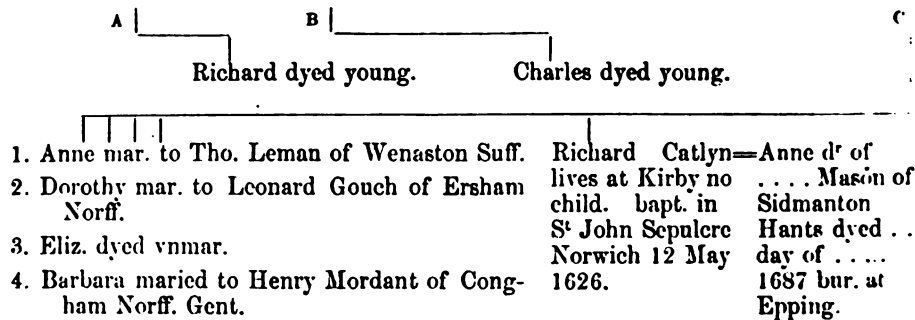 A B C
Richard dyed young. Charles dyed young.
1. Anne mar. to Tho. Leman of Wenaston Suff.
2. Dorothy mar. to Leonard Gouch of Ersham
Norff.
3. Eliz. dyed vnmar.
4. Barbara maried to Henry Mordant of Cong-
ham Norff. Gent.
Richard Catlyn=Anne dr of
lives at Kirby no .... Mason of
child. bapt. in Sidmanton
St John Sepulcre Hants dyed ..
Norwich 12 May day of .....
1626. 1687 bur. at
Epping.